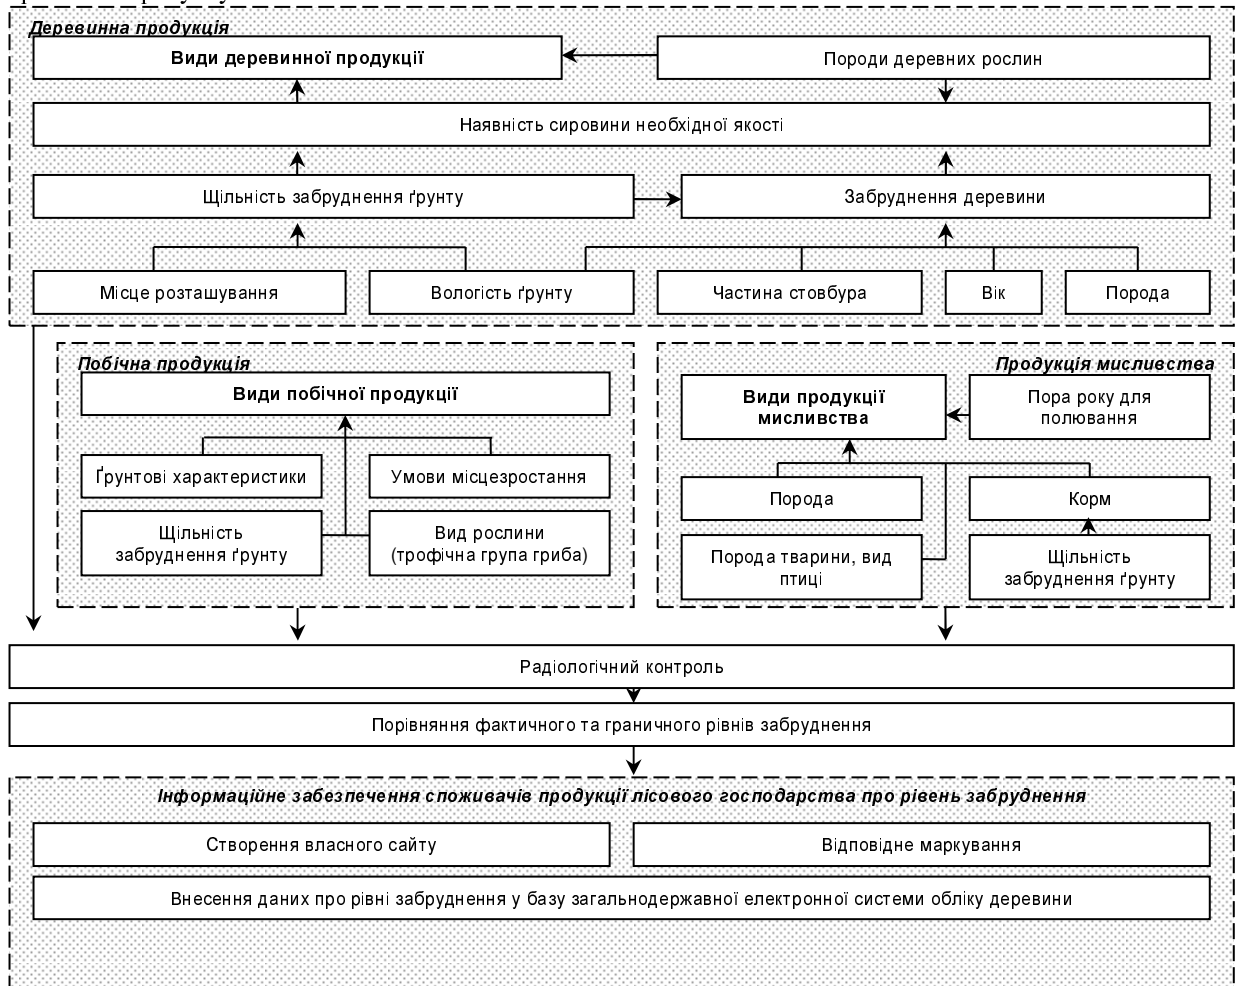 Деревинна продукція
Види деревинної продукції
Породи деревних рослин
Наявність сировини необхідної якості
Щільність забруднення ґрунту
Забруднення деревини
Місце розташування
Вологість ґрунту
Частина стовбура
Вік
Порода
Побічна продукція
Види побічної продукції
Ґрунтові характеристики
Умови місцезростання
Щільність
забруднення ґрунту
Вид рослини
(трофічна група гриба)
Продукція мисливства
Види продукції
мисливства
Пора року для
полювання
Порода
Корм
Порода тварини, вид
птиці
Щільність
забруднення ґрунту
Радіологічний контроль
Порівняння фактичного та граничного рівнів забруднення
Інформаційне забезпечення споживачів продукції лісового господарства про рівень забруднення
Створення власного сайту
Відповідне маркування
Внесення даних про рівні забруднення у базу загальнодержавної електронної системи обліку деревини